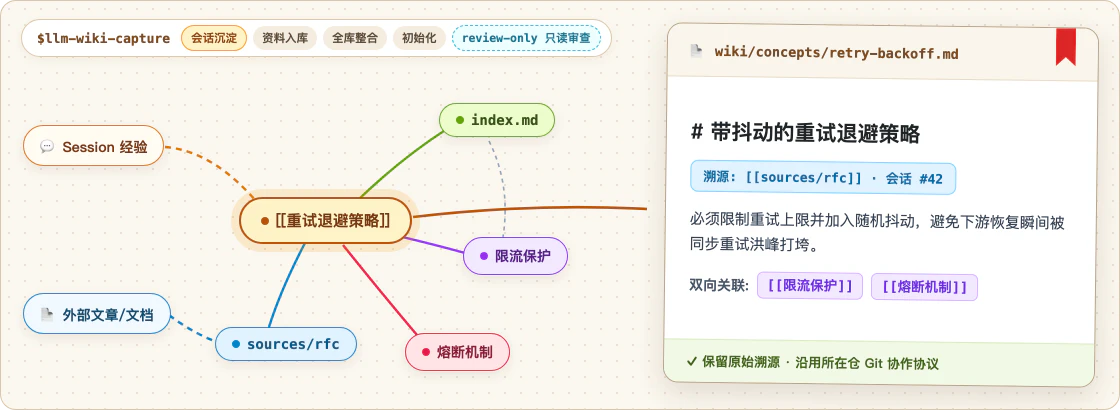 $llm-wiki-capture 会话沉淀 资料入库 全库整合 初始化 review-only 只读审查
index.md
Session 经验
[[重试退避策略]]
限流保护
外部文章/文档
sources/rfc
熔断机制
wiki/concepts/retry-backoff.md
# 带抖动的重试退避策略
溯源: [[sources/rfc]] · 会话 #42
必须限制重试上限并加入随机抖动，避免下游恢复瞬间被
同步重试洪峰打垮。
双向关联: [[限流保护]] [[熔断机制]]
✓ 保留原始溯源 · 沿用所在仓 Git 协作协议